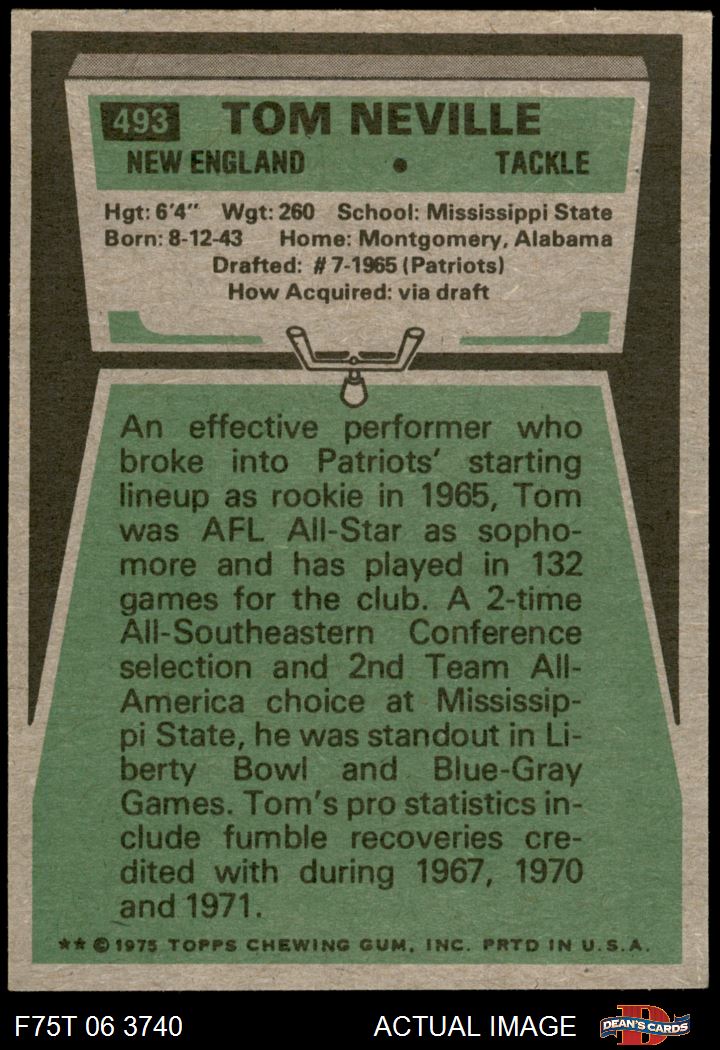 493 TOM NEVILLE
NEW ENGLAND • TACKLE
Hgt: 6'4" Wgt: 260 School: Mississippi State
Born: 8-12-43 Home: Montgomery, Alabama
Drafted: #7-1965 (Patriots)
How Acquired: via draft
An effective performer who
broke into Patriots' starting
lineup as rookie in 1965, Tom
was AFL All-Star as sopho-
more and has played in 132
games for the club. A 2-time
All-Southeastern Conference
selection and 2nd Team All-
America choice at Mississip-
pi State, he was standout in Li-
berty Bowl and Blue-Gray
Games. Tom's pro statistics in-
clude fumble recoveries cre-
dited with during 1967, 1970
and 1971.
** © 1975 TOPPS CHEWING GUM, INC. PRTD IN U.S.A.
F75T 06 3740 ACTUAL IMAGE D DEAN'S CARDS